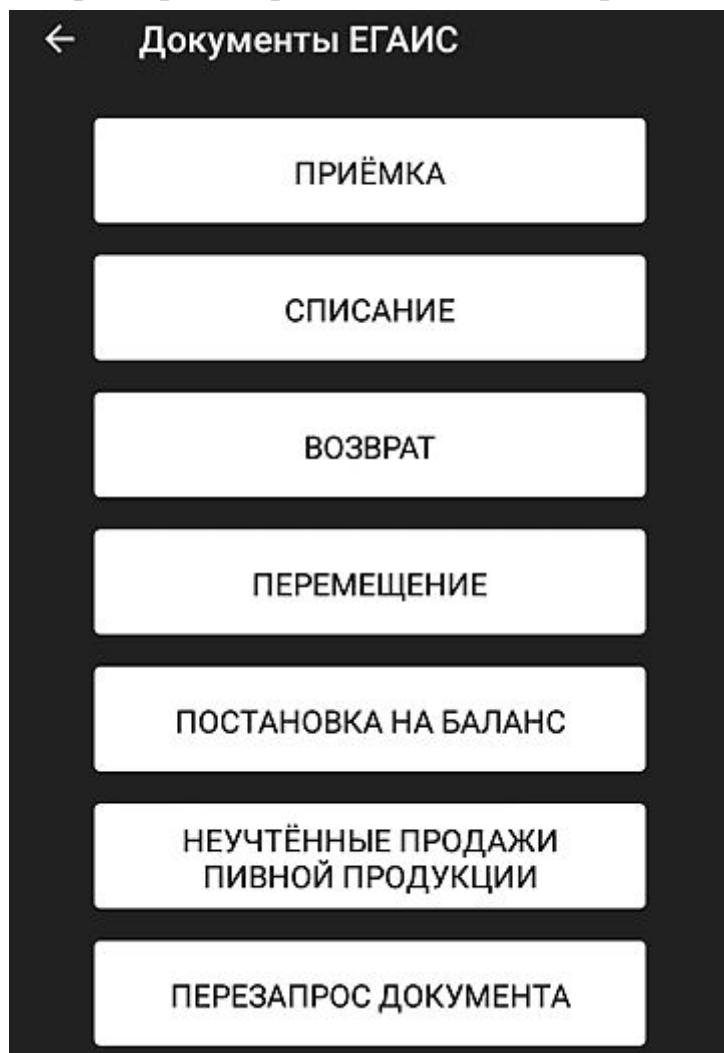 Документы ЕГАИС
ПРИЁМКА
СПИСАНИЕ
ВОЗВРАТ
ПЕРЕМЕЩЕНИЕ
ПОСТАНОВКА НА БАЛАНС
НЕУЧТЁННЫЕ ПРОДАЖИ
ПИВНОЙ ПРОДУКЦИИ
ПЕРЕЗАПРОС ДОКУМЕНТА